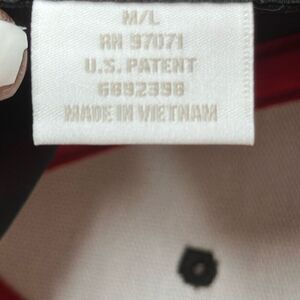 M/L
RN 97071
U.S. PATENT
6892398
MADE IN VIETNAM